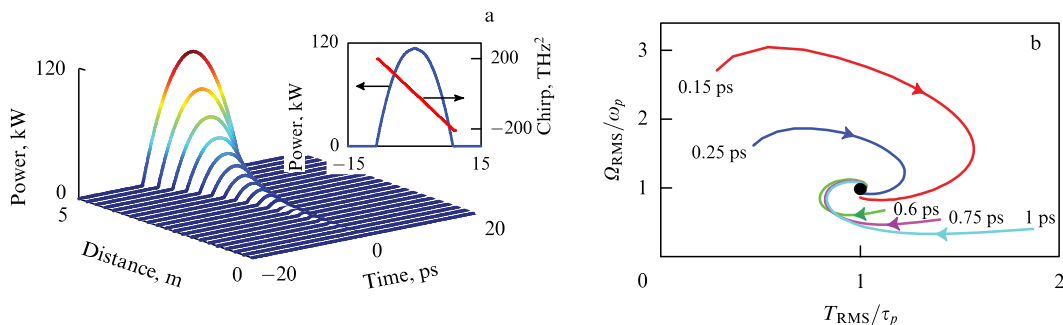 a
120
Power, kW
0
5
Distance, m
0
−20
0
Time, ps
20
120
Power. kW
0
−15
15
200
−200
Chirp, THz²
b
3
2
1
0
Ω_RMS/ω_p
0.15 ps
0.25 ps
0.6 ps
0.75 ps
1 ps
0
1
2
T_RMS/τ_p